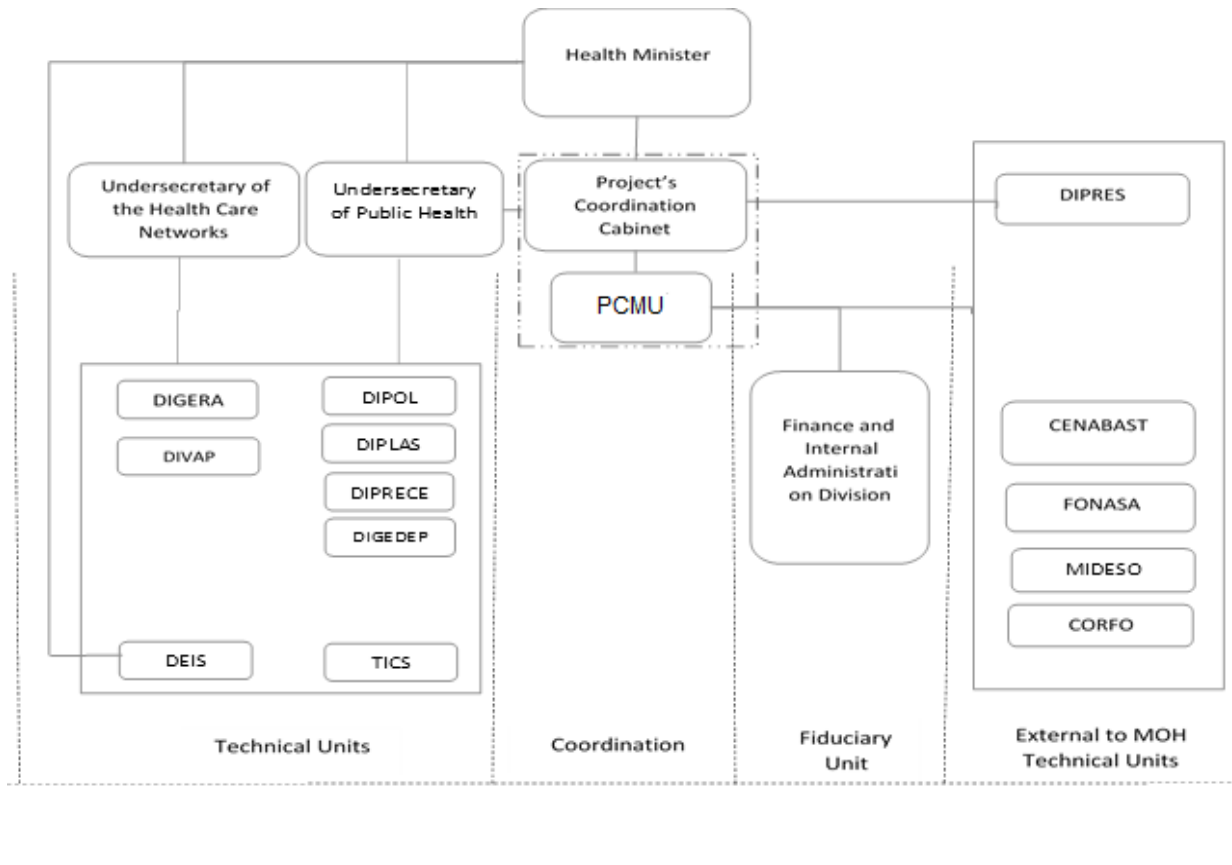 Health Minister
Undersecretary of
the Health Care
Networks
Undersecretary
of Public Health
Project's
Coordination
Cabinet
DIPRES
PCMU
DIGERA
DIVAP
DIPOL
DIPLAS
DIPRECE
DIGEDEP
DEIS
TICS
Finance and
Internal
Administrati
on Division
CENABAST
FONASA
MIDESO
CORFO
Technical Units
Coordination
Fiduciary
Unit
External to MOH
Technical Units